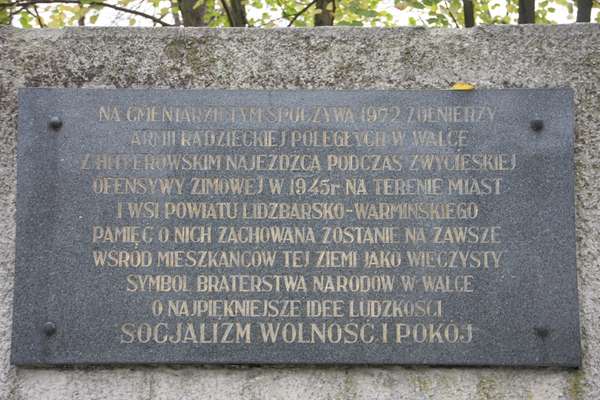 NA CMENTARZU TYM SPOCZYWA 1972 ŻOŁNIERZY
ARMII RADZIECKIEJ POLEGŁYCH W WALCE
Z HITLEROWSKIM NAJEZDZCĄ PODCZAS ZWYCIESKIEJ
OFENSYWY ZIMOWEJ W 1945r NA TERENIE MIAST
I WSI POWIATU LIDZBARSKO-WARMIŃSKIEGO
PAMIĘĆ O NICH ZACHOWANA ZOSTANIE NA ZAWSZE
WŚRÓD MIESZKAŃCÓW TEJ ZIEMI JAKO WIECZYSTY
SYMBOL BRATERSTWA NARODÓW W WALCE
O NAJPIĘKNIEJSZE IDEE LUDZKOŚCI
SOCJALIZM WOLNOŚĆ I POKÓJ